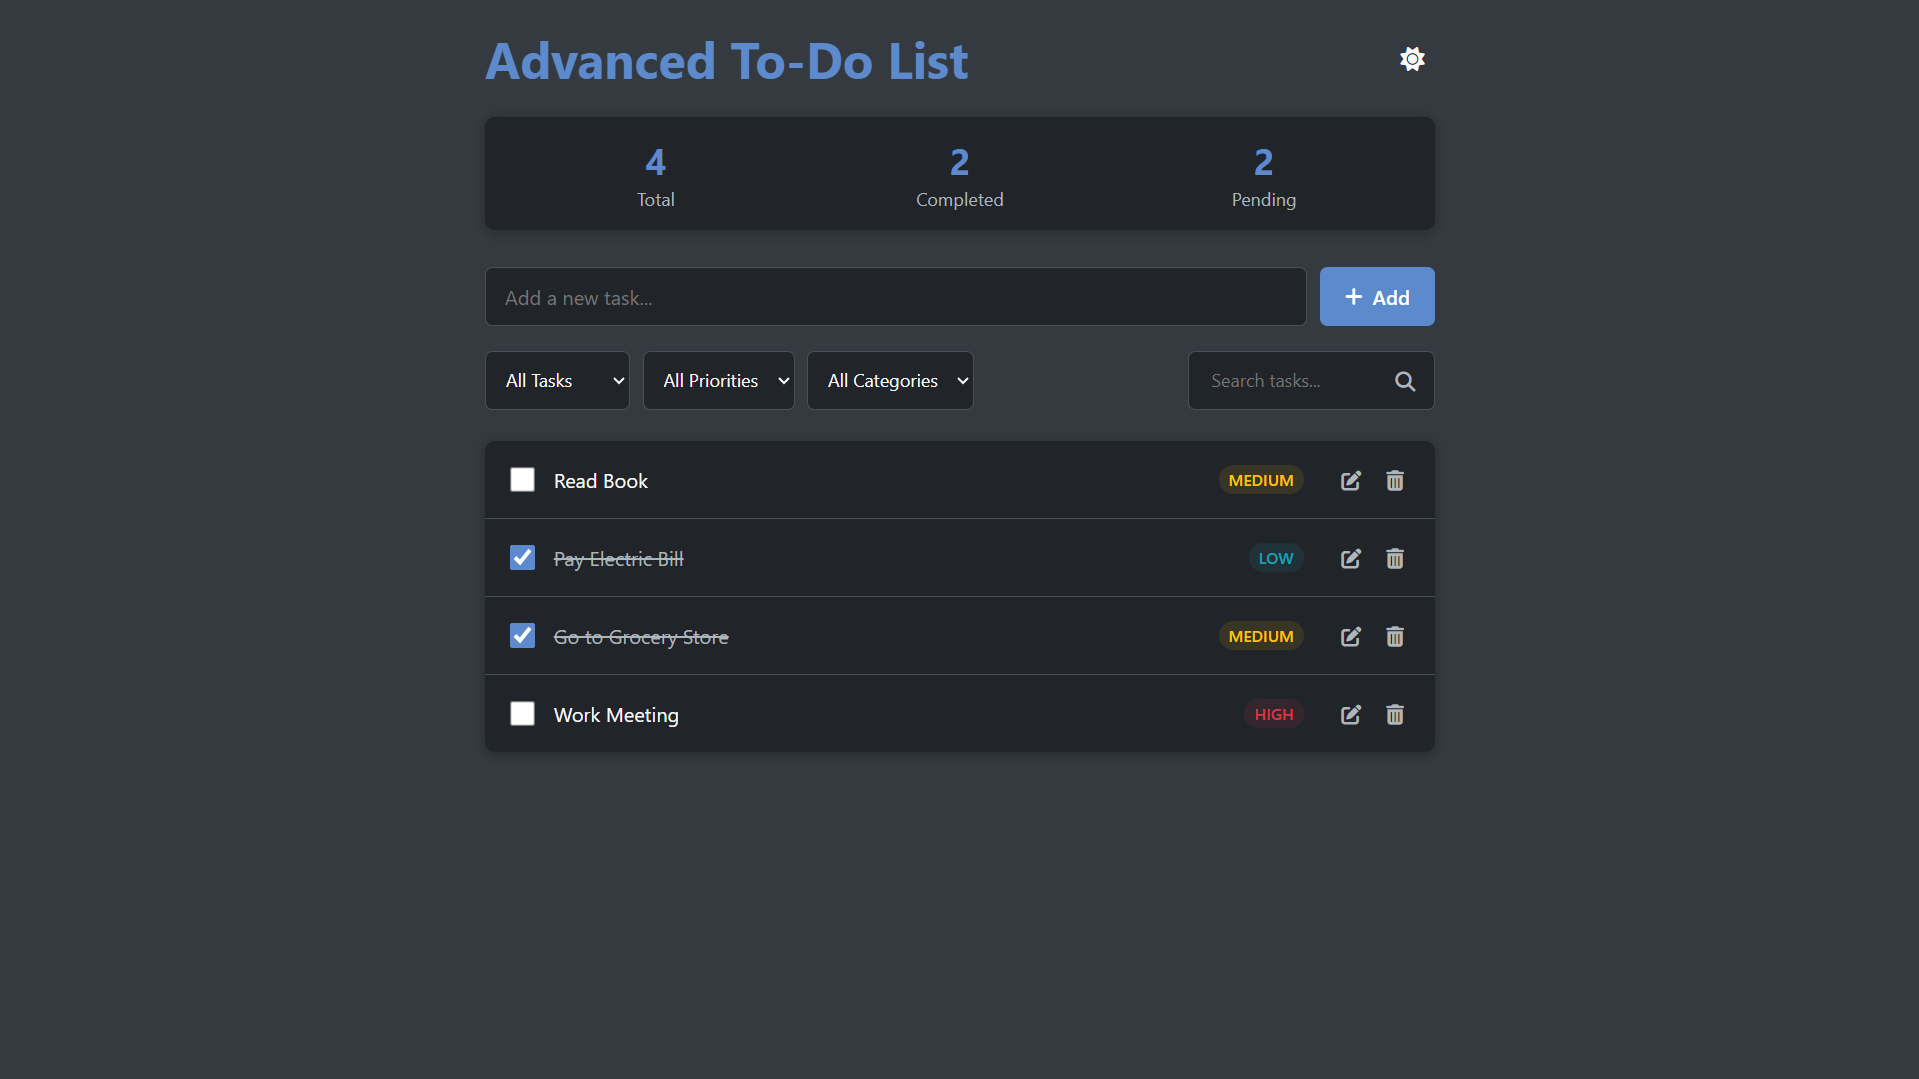 Advanced To-Do List
4 2 2
Total Completed Pending
Add a new task...
+ Add
All Tasks All Priorities All Categories Search tasks...
Read Book MEDIUM
Pay Electric Bill LOW
Go to Grocery Store MEDIUM
Work Meeting HIGH